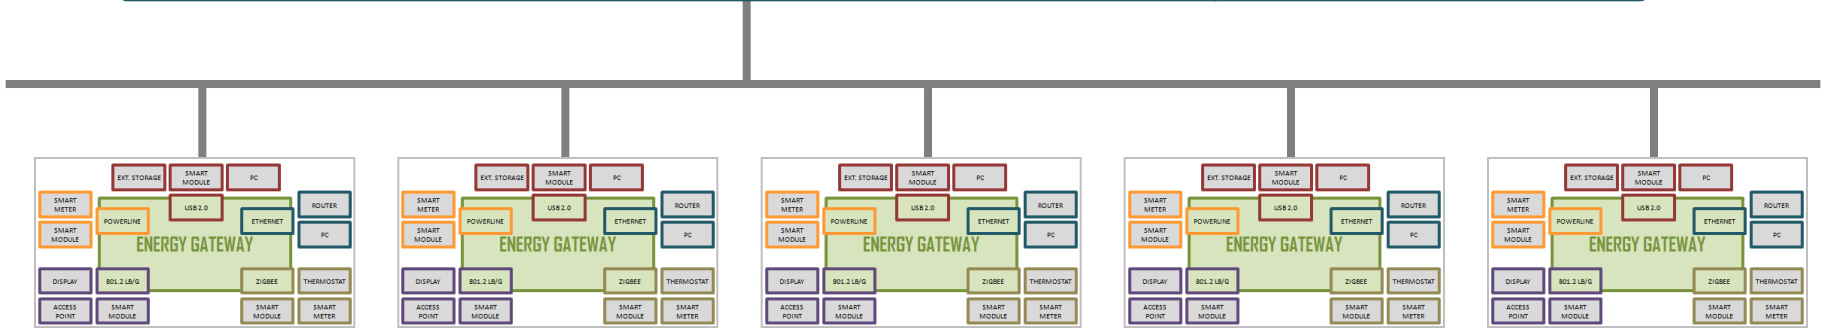 EXT. STORAGE
SMART
MODULE
PC
SMART
METER
USB 2.0
ROUTER
POWERLINE
ETHERNET
SMART
MODULE
PC
ENERGY GATEWAY
DISPLAY
801.2 LB/G
ZIGBEE
THERMOSTAT
ACCESS
POINT
SMART
MODULE
SMART
MODULE
SMART
METER
EXT. STORAGE
SMART
MODULE
PC
SMART
METER
USB 2.0
ROUTER
POWERLINE
ETHERNET
SMART
MODULE
PC
ENERGY GATEWAY
DISPLAY
801.2 LB/G
ZIGBEE
THERMOSTAT
ACCESS
POINT
SMART
MODULE
SMART
MODULE
SMART
METER
EXT. STORAGE
SMART
MODULE
PC
SMART
METER
USB 2.0
ROUTER
POWERLINE
ETHERNET
SMART
MODULE
PC
ENERGY GATEWAY
DISPLAY
801.2 LB/G
ZIGBEE
THERMOSTAT
ACCESS
POINT
SMART
MODULE
SMART
MODULE
SMART
METER
EXT. STORAGE
SMART
MODULE
PC
SMART
METER
USB 2.0
ROUTER
POWERLINE
ETHERNET
SMART
MODULE
PC
ENERGY GATEWAY
DISPLAY
801.2 LB/G
ZIGBEE
THERMOSTAT
ACCESS
POINT
SMART
MODULE
SMART
MODULE
SMART
METER
EXT. STORAGE
SMART
MODULE
PC
SMART
METER
USB 2.0
ROUTER
POWERLINE
ETHERNET
SMART
MODULE
PC
ENERGY GATEWAY
DISPLAY
801.2 LB/G
ZIGBEE
THERMOSTAT
ACCESS
POINT
SMART
MODULE
SMART
MODULE
SMART
METER